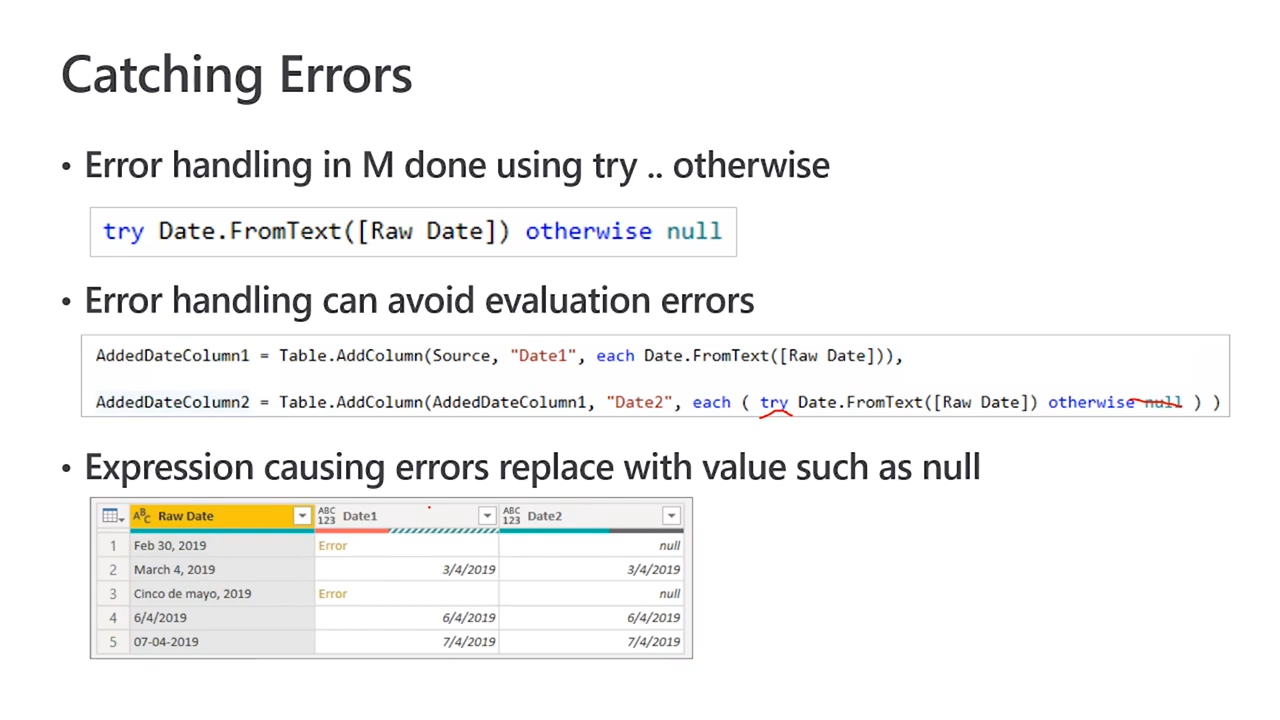 Catching Errors
• Error handling in M done using try .. otherwise
try Date.FromText([Raw Date]) otherwise null
• Error handling can avoid evaluation errors
AddedDateColumn1 = Table.AddColumn(Source, "Date1", each Date.FromText([Raw Date])),
AddedDateColumn2 = Table.AddColumn(AddedDateColumn1, "Date2", each ( try Date.FromText([Raw Date]) otherwise null ) )
• Expression causing errors replace with value such as null
ABC Raw Date ABC 123 Date1 ABC 123 Date2
1 Feb 30, 2019 Error null
2 March 4, 2019 3/4/2019 3/4/2019
3 Cinco de mayo, 2019 Error null
4 6/4/2019 6/4/2019 6/4/2019
5 07-04-2019 7/4/2019 7/4/2019